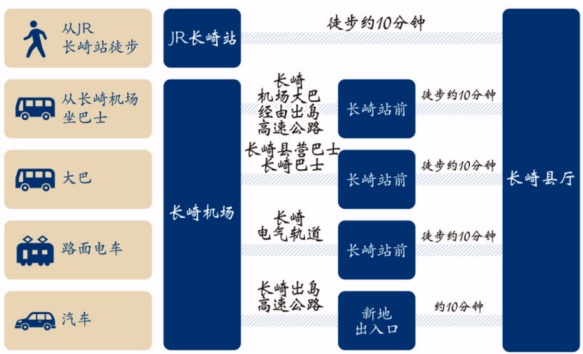 从JR
长崎站徒步
JR长崎站
徒步约10分钟
从长崎机场
坐巴士
长崎
机场大巴
经由出岛
高速公路
长崎站前
徒步约10分钟
大巴
长崎县营巴士
长崎巴士
长崎站前
徒步约10分钟
长崎机场
长崎县厅
路面电车
长崎
电气轨道
长崎站前
徒步约10分钟
汽车
长崎出岛
高速公路
新地
出入口
约10分钟